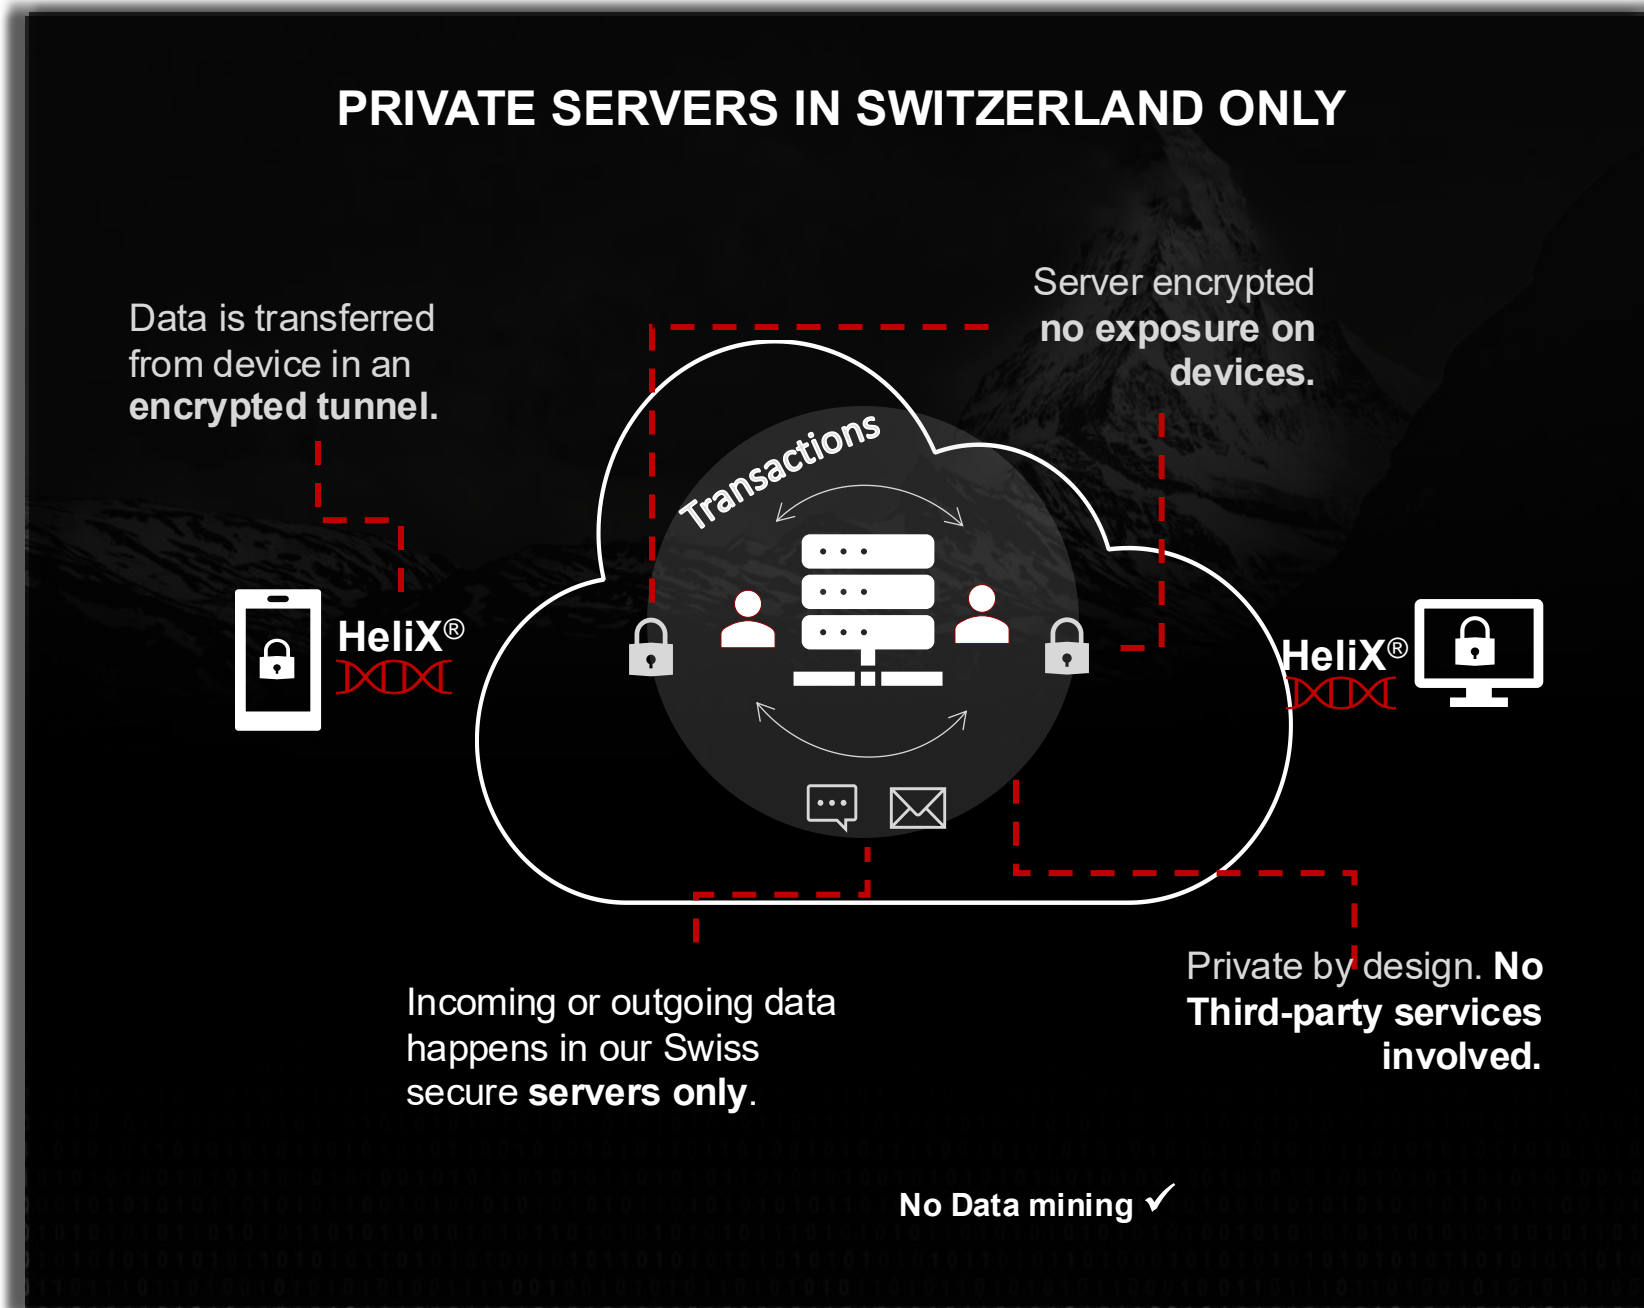 PRIVATE SERVERS IN SWITZERLAND ONLY
Data is transferred
from device in an
encrypted tunnel.
Server encrypted
no exposure on
devices.
Transactions
HeliX®
HeliX®
Incoming or outgoing data
happens in our Swiss
secure servers only.
Private by design. No
Third-party services
involved.
No Data mining ✓